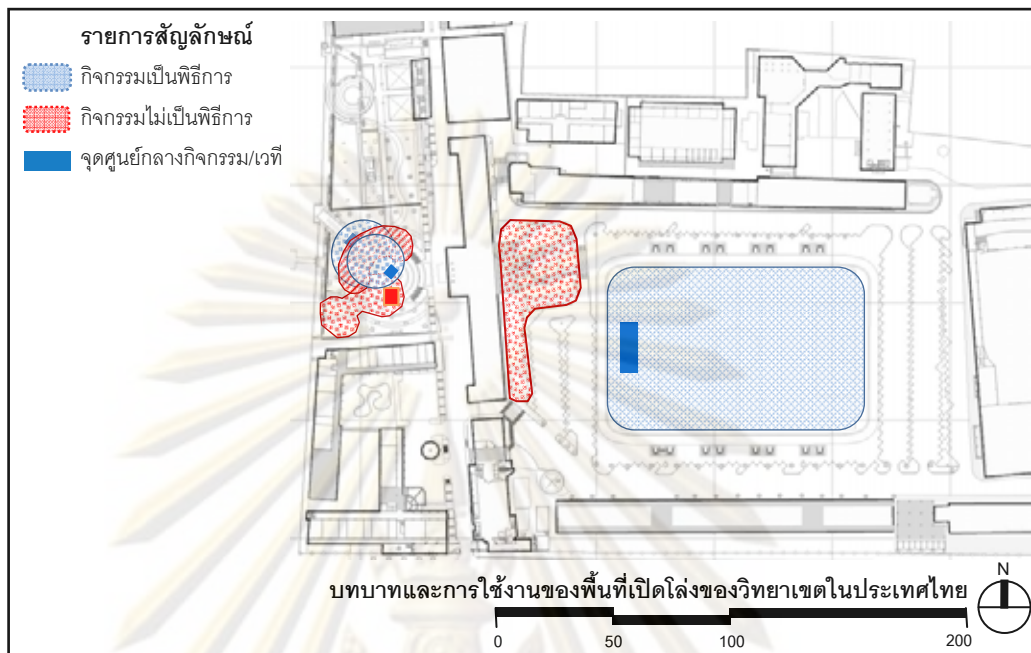 รายการสัญลักษณ์
กิจกรรมเป็นพิธีการ
กิจกรรมไม่เป็นพิธีการ
จุดศูนย์กลางกิจกรรม/เวที
บทบาทและการใช้งานของพื้นที่เปิดโล่งของวิทยาเขตในประเทศไทย
N
0 50 100 200